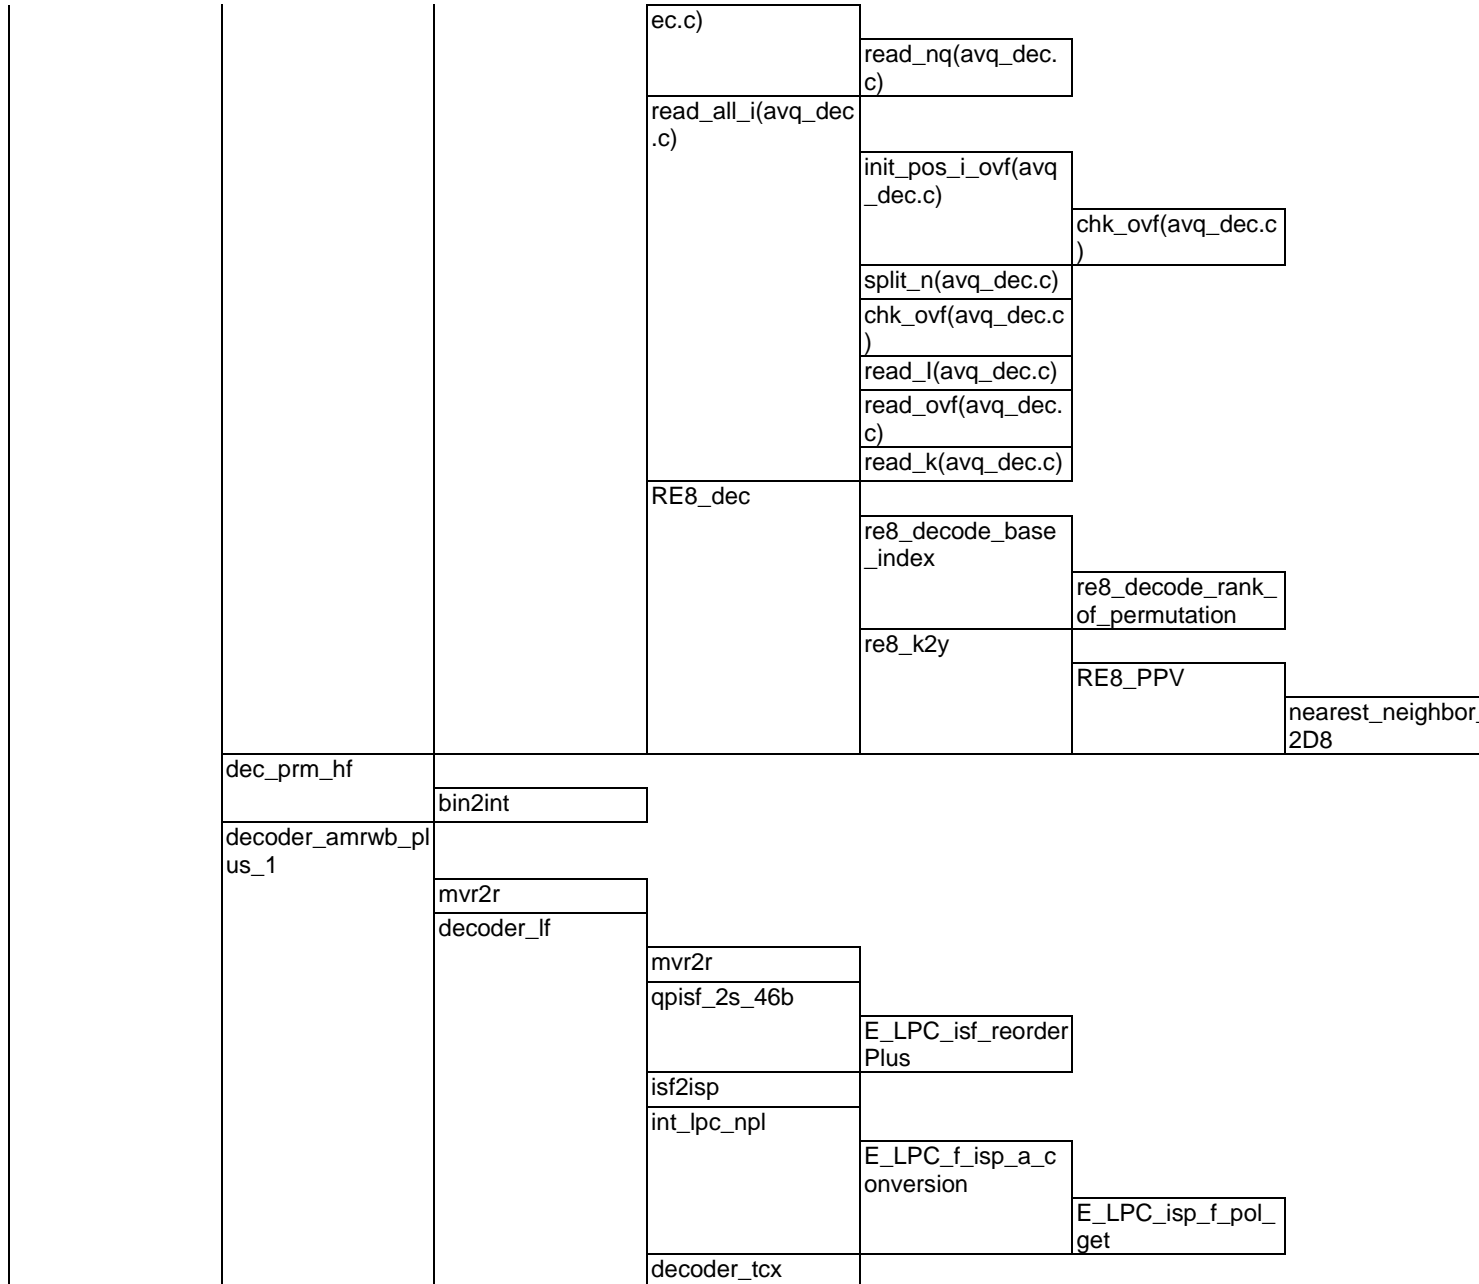 ec.c)
read_nq(avq_dec.
c)
read_all_i(avq_dec
.c)
init_pos_i_ovf(avq
_dec.c)
chk_ovf(avq_dec.c
)
split_n(avq_dec.c)
chk_ovf(avq_dec.c
)
read_I(avq_dec.c)
read_ovf(avq_dec.
c)
read_k(avq_dec.c)
RE8_dec
re8_decode_base
_index
re8_decode_rank_
of_permutation
re8_k2y
RE8_PPV
nearest_neighbor_
2D8
dec_prm_hf
bin2int
decoder_amrwb_pl
us_1
mvr2r
decoder_lf
mvr2r
qpisf_2s_46b
E_LPC_isf_reorder
Plus
isf2isp
int_lpc_npl
E_LPC_f_isp_a_c
onversion
E_LPC_isp_f_pol_
get
decoder_tcx